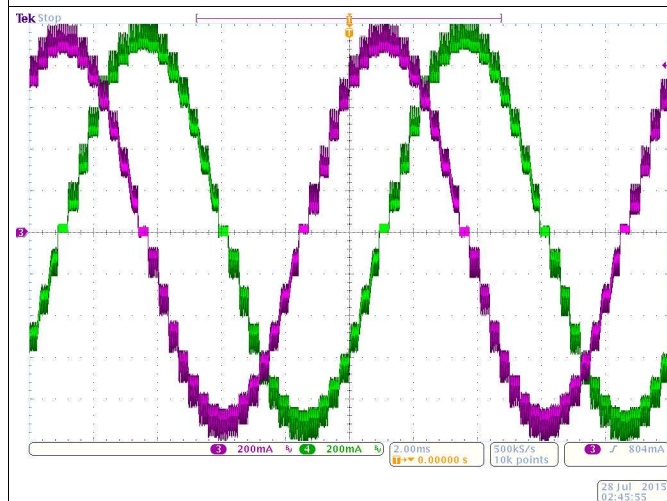 Tek Stop
T
T
3
3 200mA 4 200mA 2.00ms 500kS/s 3 804mA
T 0.00000 s 10k points
28 Jul 2015
02:45:55